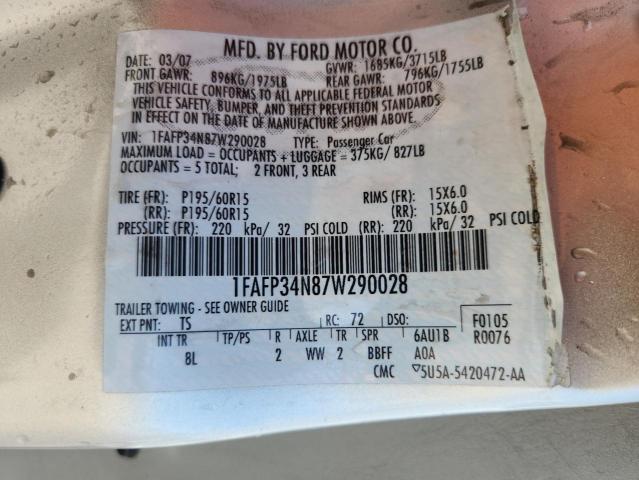 MFD. BY FORD MOTOR CO.
DATE: 03/07 GVWR: 1685KG/3715LB
FRONT GAWR: 896KG/1975LB REAR GAWR: 796KG/1755LB
THIS VEHICLE CONFORMS TO ALL APPLICABLE FEDERAL MOTOR
VEHICLE SAFETY, BUMPER, AND THEFT PREVENTION STANDARDS
IN EFFECT ON THE DATE OF MANUFACTURE SHOWN ABOVE.
VIN: 1FAFP34N87W290028 TYPE: Passenger Car
MAXIMUM LOAD = OCCUPANTS + LUGGAGE = 375KG/ 827LB
OCCUPANTS = 5 TOTAL; 2 FRONT, 3 REAR
TIRE (FR): P195/60R15 RIMS (FR): 15X6.0
(RR): P195/60R15 (RR): 15X6.0
PRESSURE (FR): 220 kPa/ 32 PSI COLD (RR): 220 kPa/ 32 PSI COLD
1FAFP34N87W290028
TRAILER TOWING - SEE OWNER GUIDE
EXT PNT: TS RC: 72 DSO: F0105
INT TR TP/PS R AXLE TR SPR 6AU1B R0076
8L 2 WW 2 BBFF A0A
CMC ▽5U5A-5420472-AA